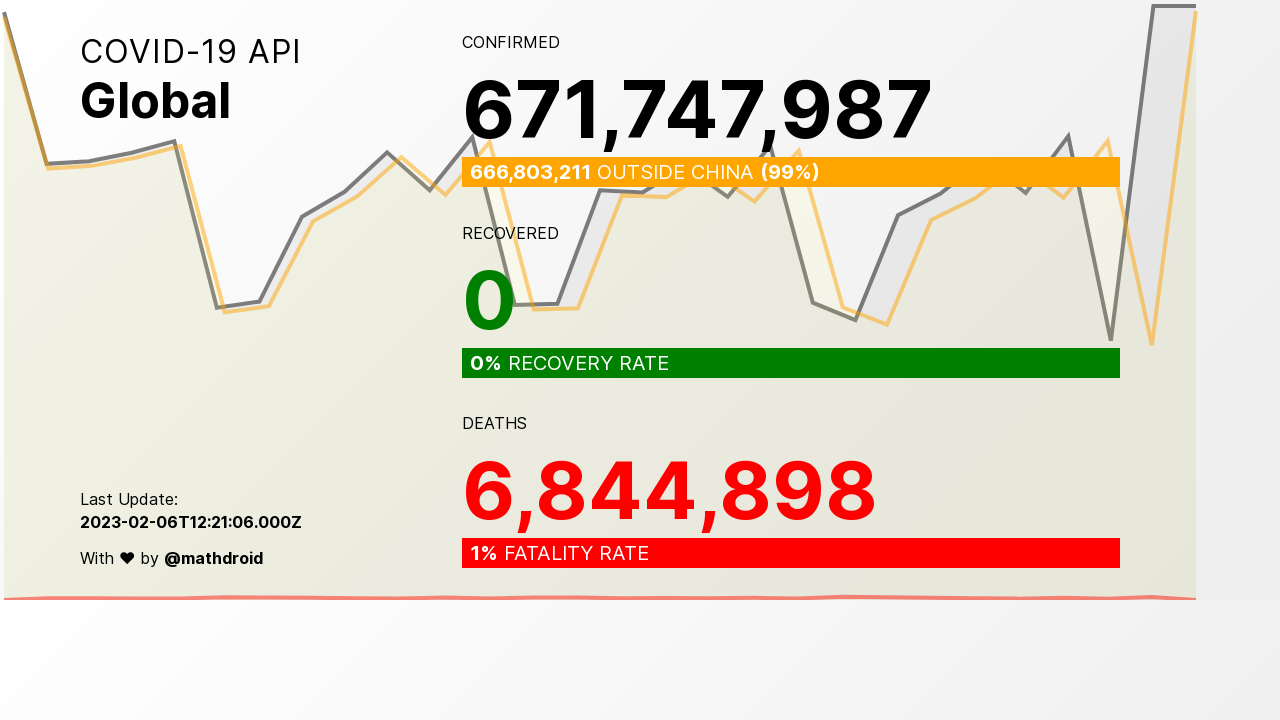 COVID-19 API
Global
CONFIRMED
671,747,987
666,803,211 OUTSIDE CHINA (99%)
RECOVERED
0
0% RECOVERY RATE
DEATHS
6,844,898
1% FATALITY RATE
Last Update:
2023-02-06T12:21:06.000Z
With ♥ by @mathdroid